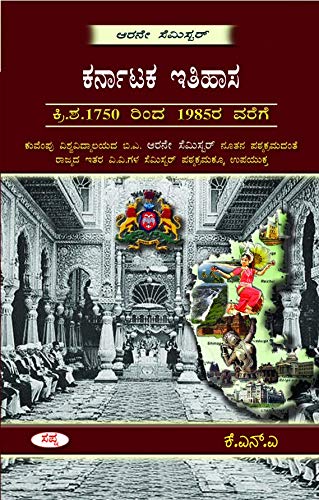 ಆರನೇ ಸೆಮಿಸ್ಟರ್
ಕರ್ನಾಟಕ ಇತಿಹಾಸ
ಕ್ರಿ.ಶ.1750 ರಿಂದ 1985ರ ವರೆಗೆ
ಕುವೆಂಪು ವಿಶ್ವವಿದ್ಯಾಲಯದ ಬಿ.ಎ. ಆರನೇ ಸೆಮಿಸ್ಟರ್ ನೂತನ ಪಠ್ಯಕ್ರಮದಂತೆ
ರಾಜ್ಯದ ಇತರ ವಿ.ವಿ.ಗಳ ಸೆಮಿಸ್ಟರ್ ಪಠ್ಯಕ್ರಮಕ್ಕೂ ಉಪಯುಕ್ತ
ಸಪ್ನ
ಕೆ.ಎನ್.ಎ